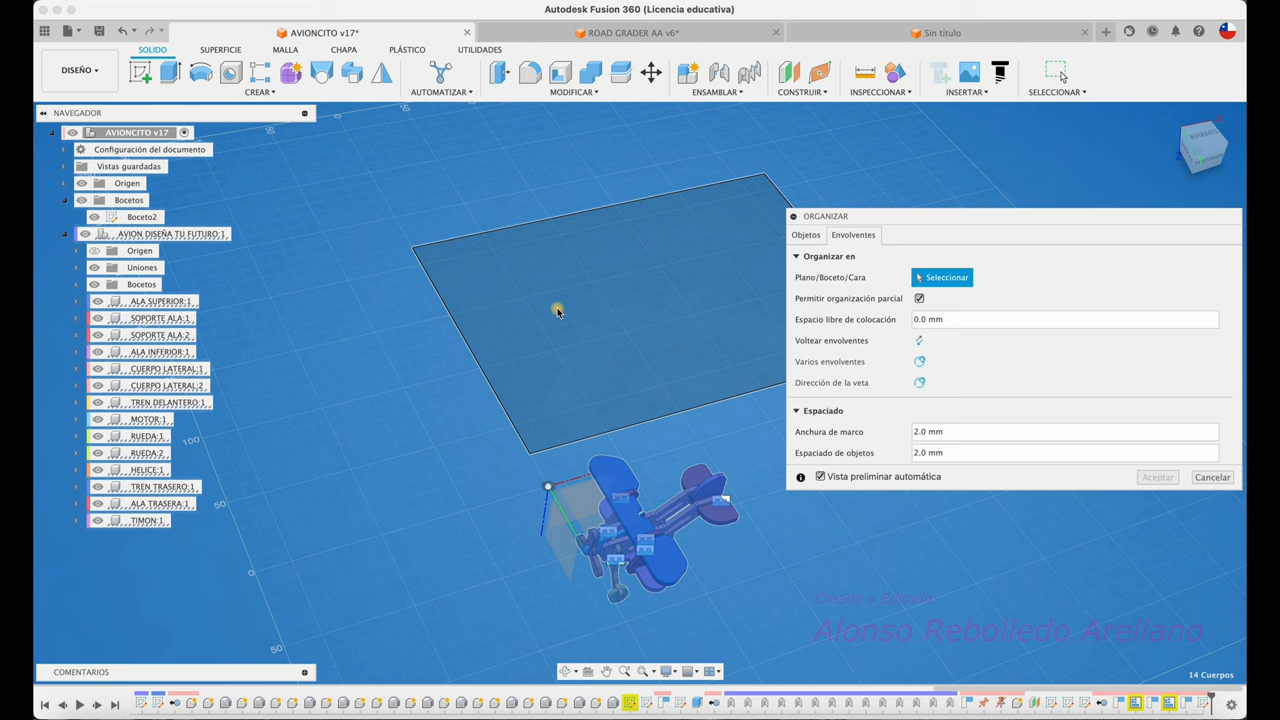 Autodesk Fusion 360 (Licencia educativa)
AVIONCITO v17*
ROAD GRADER AA v6*
Sin título
DISEÑO
SOLIDO
SUPERFICIE
MALLA
CHAPA
PLÁSTICO
UTILIDADES
CREAR
AUTOMATIZAR
MODIFICAR
ENSAMBLAR
CONSTRUIR
INSPECCIONAR
INSERTAR
SELECCIONAR
NAVEGADOR
AVIONCITO v17
Configuración del documento
Vistas guardadas
Origen
Bocetos
Boceto2
AVION DISEÑA TU FUTURO:1
Origen
Uniones
Bocetos
ALA SUPERIOR:1
SOPORTE ALA:1
SOPORTE ALA:2
ALA INFERIOR:1
CUERPO LATERAL:1
CUERPO LATERAL:2
TREN DELANTERO:1
MOTOR:1
RUEDA:1
RUEDA:2
HELICE:1
TREN TRASERO:1
ALA TRASERA:1
TIMON:1
50
100
50
0
50
ORGANIZAR
Objetos
Envolventes
Organizar en
Plano/Boceto/Cara
Seleccionar
Permitir organización parcial
Espacio libre de colocación
0.0 mm
Voltear envolventes
Varios envolventes
Dirección de la veta
Espaciado
Anchura de marco
2.0 mm
Espaciado de objetos
2.0 mm
Vista preliminar automática
Aceptar
Cancelar
Creado y Editado
Alonso Rebolledo Arellano
COMENTARIOS
14 Cuerpos